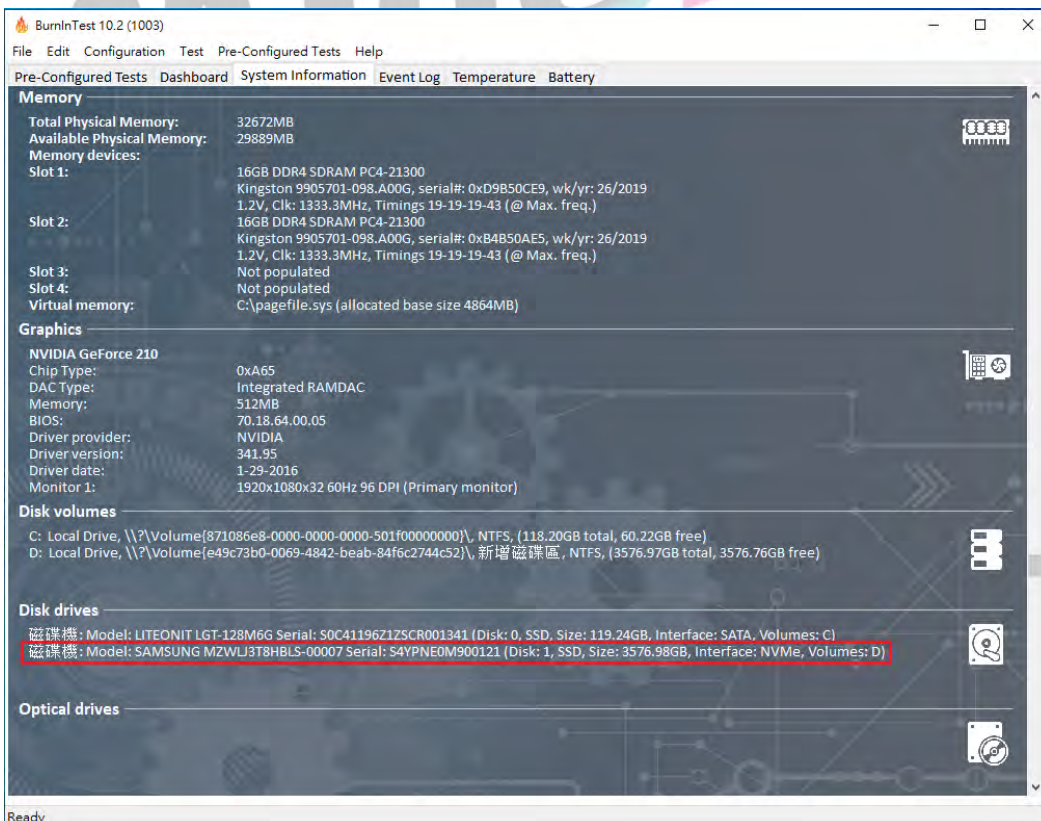 BurnInTest 10.2 (1003)
File Edit Configuration Test Pre-Configured Tests Help
Pre-Configured Tests Dashboard System Information Event Log Temperature Battery
Memory
Total Physical Memory: 32672MB
Available Physical Memory: 29889MB
Memory devices:
Slot 1: 16GB DDR4 SDRAM PC4-21300
Kingston 9905701-098.A00G, serial#: 0xD9B50CE9, wk/yr: 26/2019
1.2V, Clk: 1333.3MHz, Timings 19-19-19-43 (@ Max. freq.)
Slot 2: 16GB DDR4 SDRAM PC4-21300
Kingston 9905701-098.A00G, serial#: 0xB4B50AE5, wk/yr: 26/2019
1.2V, Clk: 1333.3MHz, Timings 19-19-19-43 (@ Max. freq.)
Slot 3: Not populated
Slot 4: Not populated
Virtual memory: C:\pagefile.sys (allocated base size 4864MB)
Graphics
NVIDIA GeForce 210
Chip Type: 0xA65
DAC Type: Integrated RAMDAC
Memory: 512MB
BIOS: 70.18.64.00.05
Driver provider: NVIDIA
Driver version: 341.95
Driver date: 1-29-2016
Monitor 1: 1920x1080x32 60Hz 96 DPI (Primary monitor)
Disk volumes
C: Local Drive, \\?\Volume{871086e8-0000-0000-0000-501f00000000}\, NTFS, (118.20GB total, 60.22GB free)
D: Local Drive, \\?\Volume{e49c73b0-0069-4842-beab-84f6c2744c52}\, 新增磁碟區, NTFS, (3576.97GB total, 3576.76GB free)
Disk drives
磁碟機: Model: LITEONIT LGT-128M6G Serial: S0C41196Z1ZSCR001341 (Disk: 0, SSD, Size: 119.24GB, Interface: SATA, Volumes: C)
磁碟機: Model: SAMSUNG MZWLJ3T8HBLS-00007 Serial: S4YPNE0M900121 (Disk: 1, SSD, Size: 3576.98GB, Interface: NVMe, Volumes: D)
Optical drives
Ready